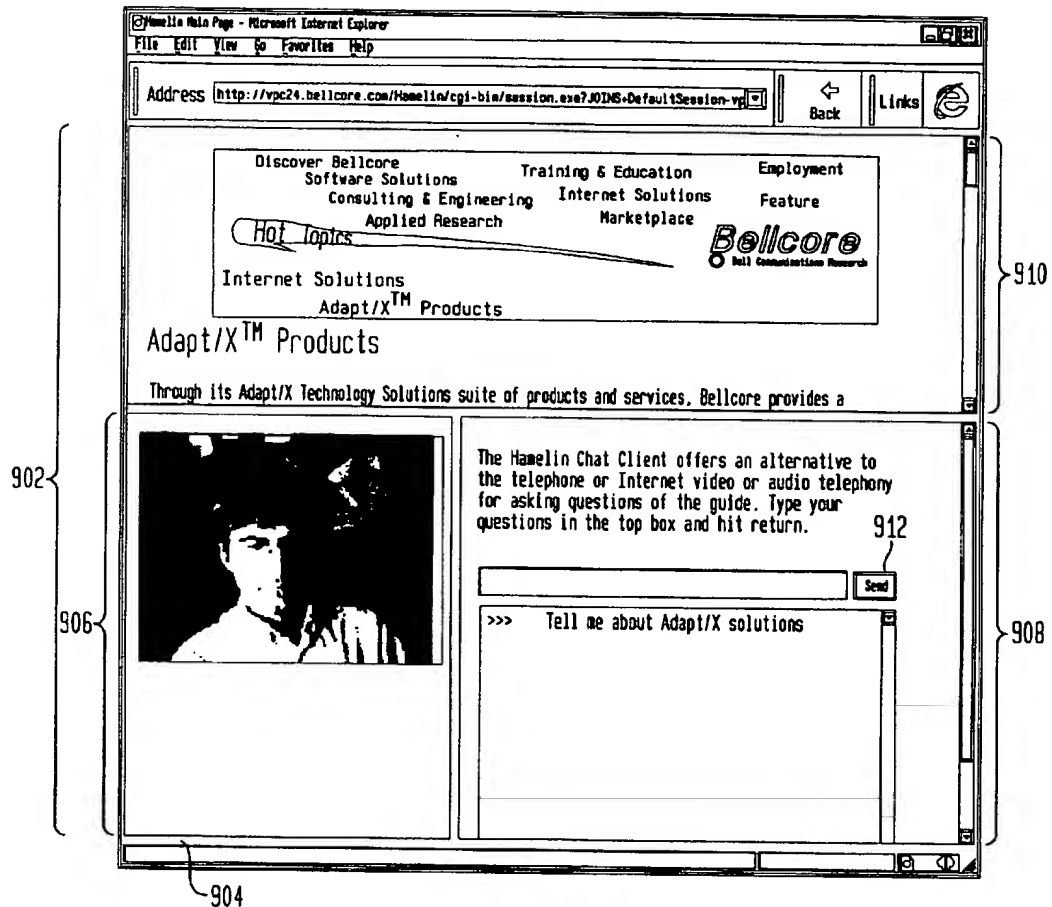 Hamelin Main Page - Microsoft Internet Explorer
File Edit View Go Favorites Help
Address http://vpc24.bellcore.com/Hamelin/cgi-bin/session.exe?JOINS+DefaultSession-vp
Back
Links
Discover Bellcore
Training & Education
Employment
Software Solutions
Consulting & Engineering
Internet Solutions
Feature
Applied Research
Marketplace
Hot Topics
Bellcore
Bell Communications Research
Internet Solutions
Adapt/X™ Products
Adapt/X™ Products
Through its Adapt/X Technology Solutions suite of products and services, Bellcore provides a
910
902
906
The Hamelin Chat Client offers an alternative to
the telephone or Internet video or audio telephony
for asking questions of the guide. Type your
questions in the top box and hit return.
912
Send
>>> Tell me about Adapt/X solutions
908
904